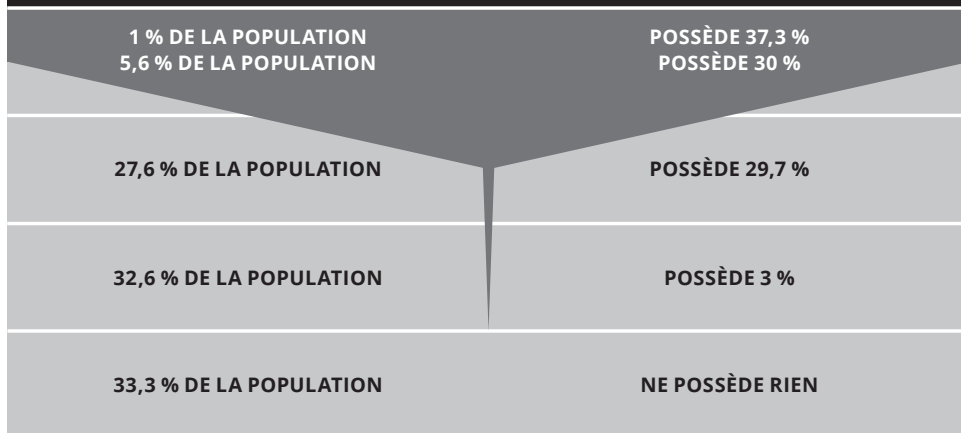 1 % DE LA POPULATION POSSÈDE 37,3 %
5,6 % DE LA POPULATION POSSÈDE 30 %
27,6 % DE LA POPULATION POSSÈDE 29,7 %
32,6 % DE LA POPULATION POSSÈDE 3 %
33,3 % DE LA POPULATION NE POSSÈDE RIEN